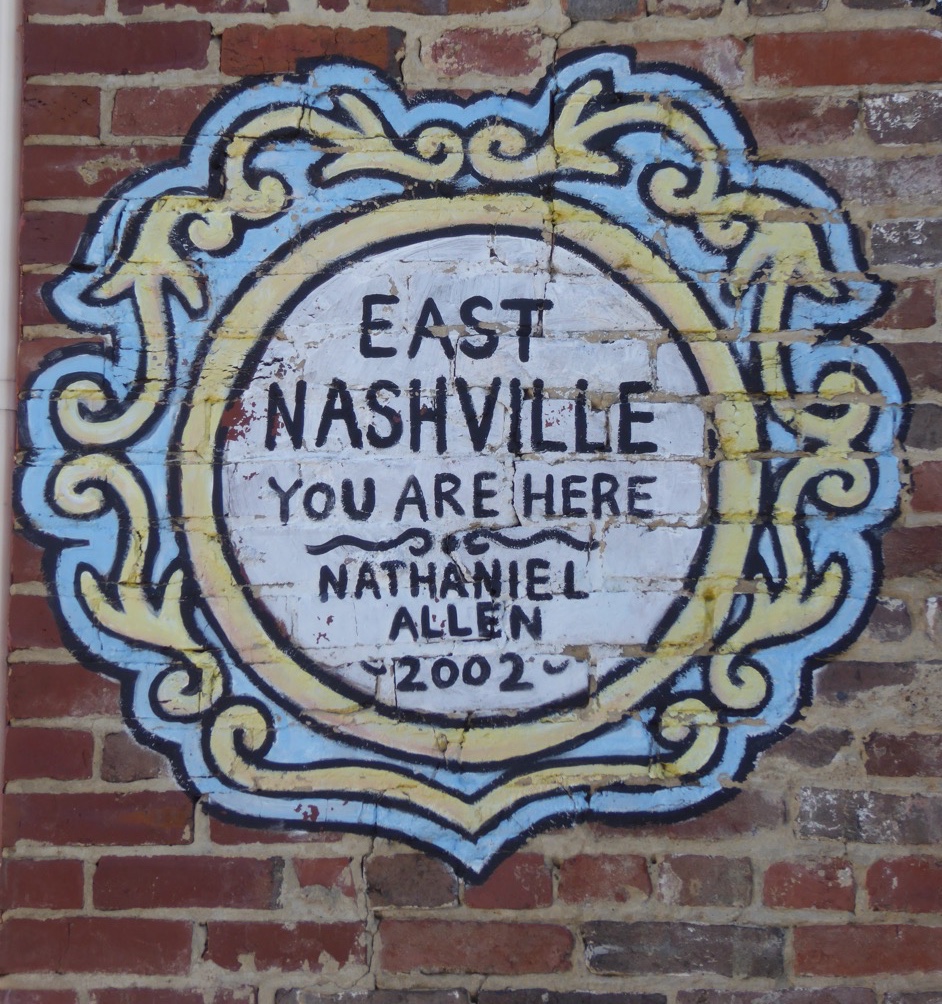 EAST
NASHVILLE
YOU ARE HERE
NATHANIEL
ALLEN
2002